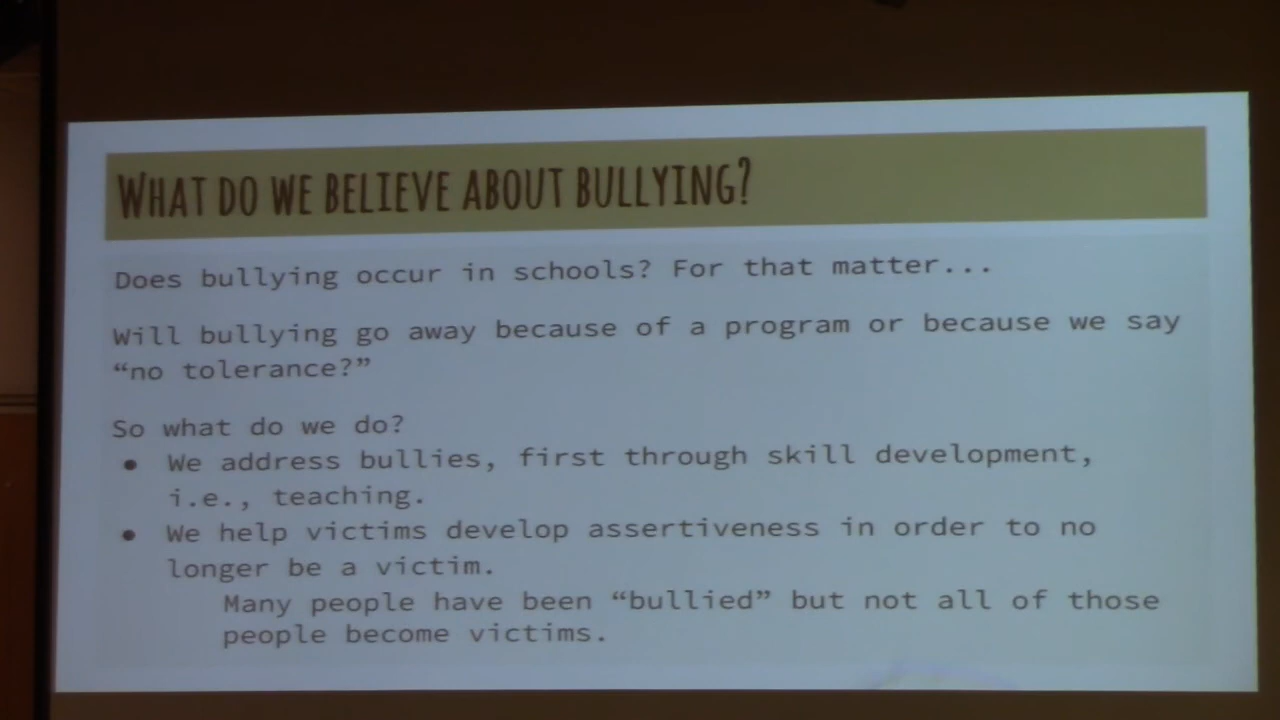 What do we believe about bullying?
Does bullying occur in schools? For that matter...
Will bullying go away because of a program or because we say
“no tolerance?”
So what do we do?
● We address bullies, first through skill development,
i.e., teaching.
● We help victims develop assertiveness in order to no
longer be a victim.
Many people have been “bullied” but not all of those
people become victims.